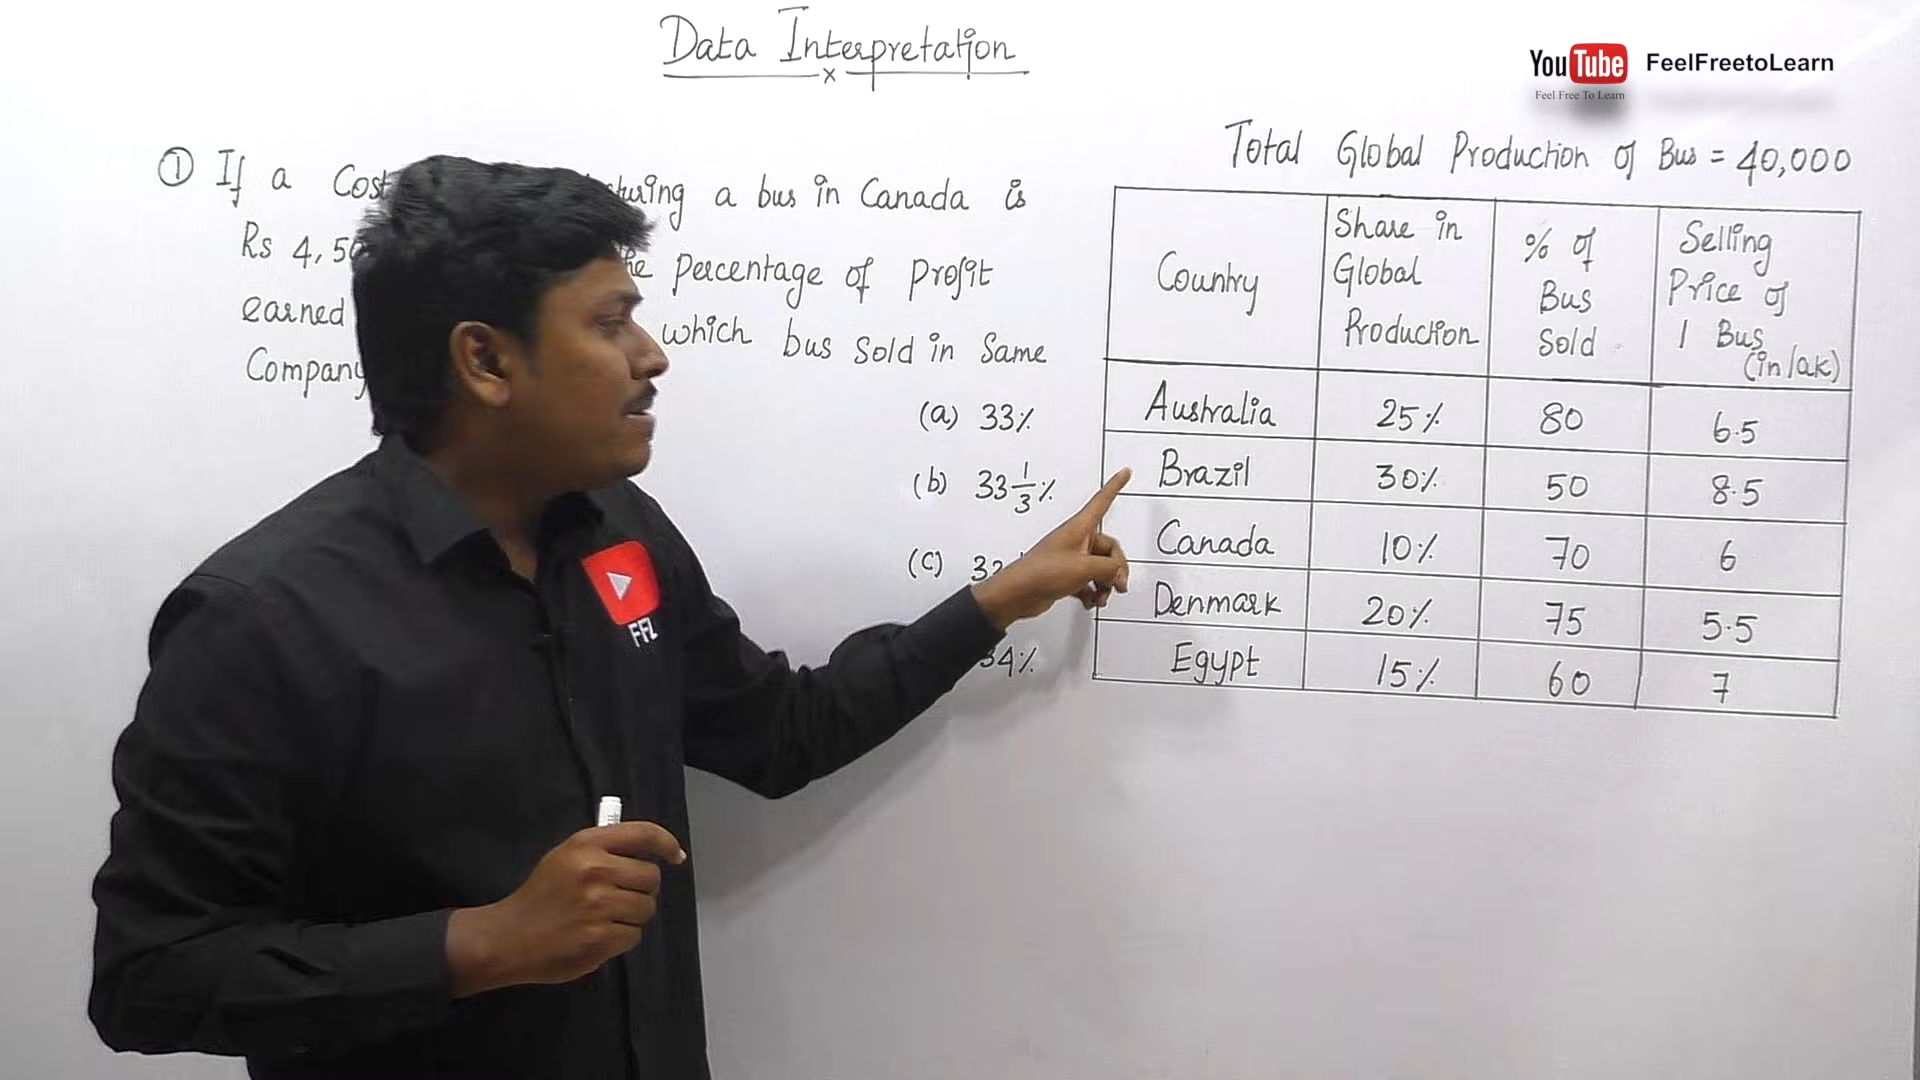 Data Interpretation
x
YouTube FeelFreetoLearn
Feel Free To Learn
① If a Cost turing a bus in Canada is
Rs 4,50 he percentage of profit
earned which bus sold in Same
Company
(a) 33%
(b) 33 1/3 %
(c) 32
34%
Total Global Production of Bus = 40,000
Country | Share in Global Production | % of Bus Sold | Selling Price of 1 Bus (in lak)
Australia 25% 80 6.5
Brazil 30% 50 8.5
Canada 10% 70 6
Denmark 20% 75 5.5
Egypt 15% 60 7
FFL